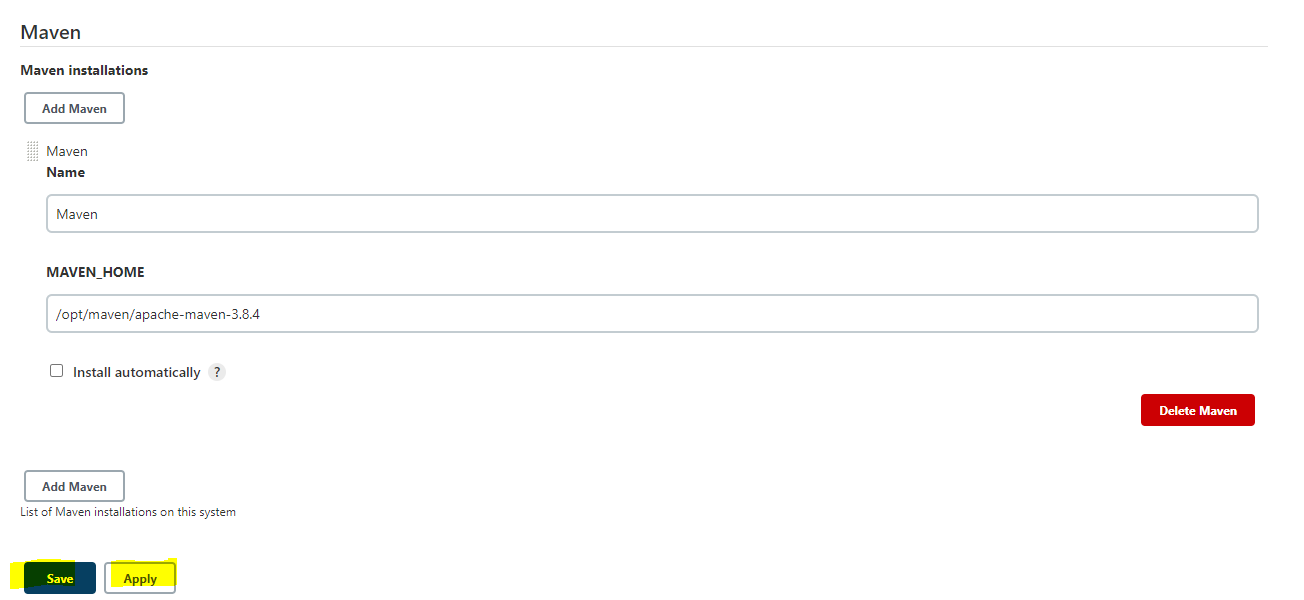 Maven
Maven installations
Add Maven
Maven
Name
Maven
MAVEN_HOME
/opt/maven/apache-maven-3.8.4
Install automatically ?
Delete Maven
Add Maven
List of Maven installations on this system
Save Apply